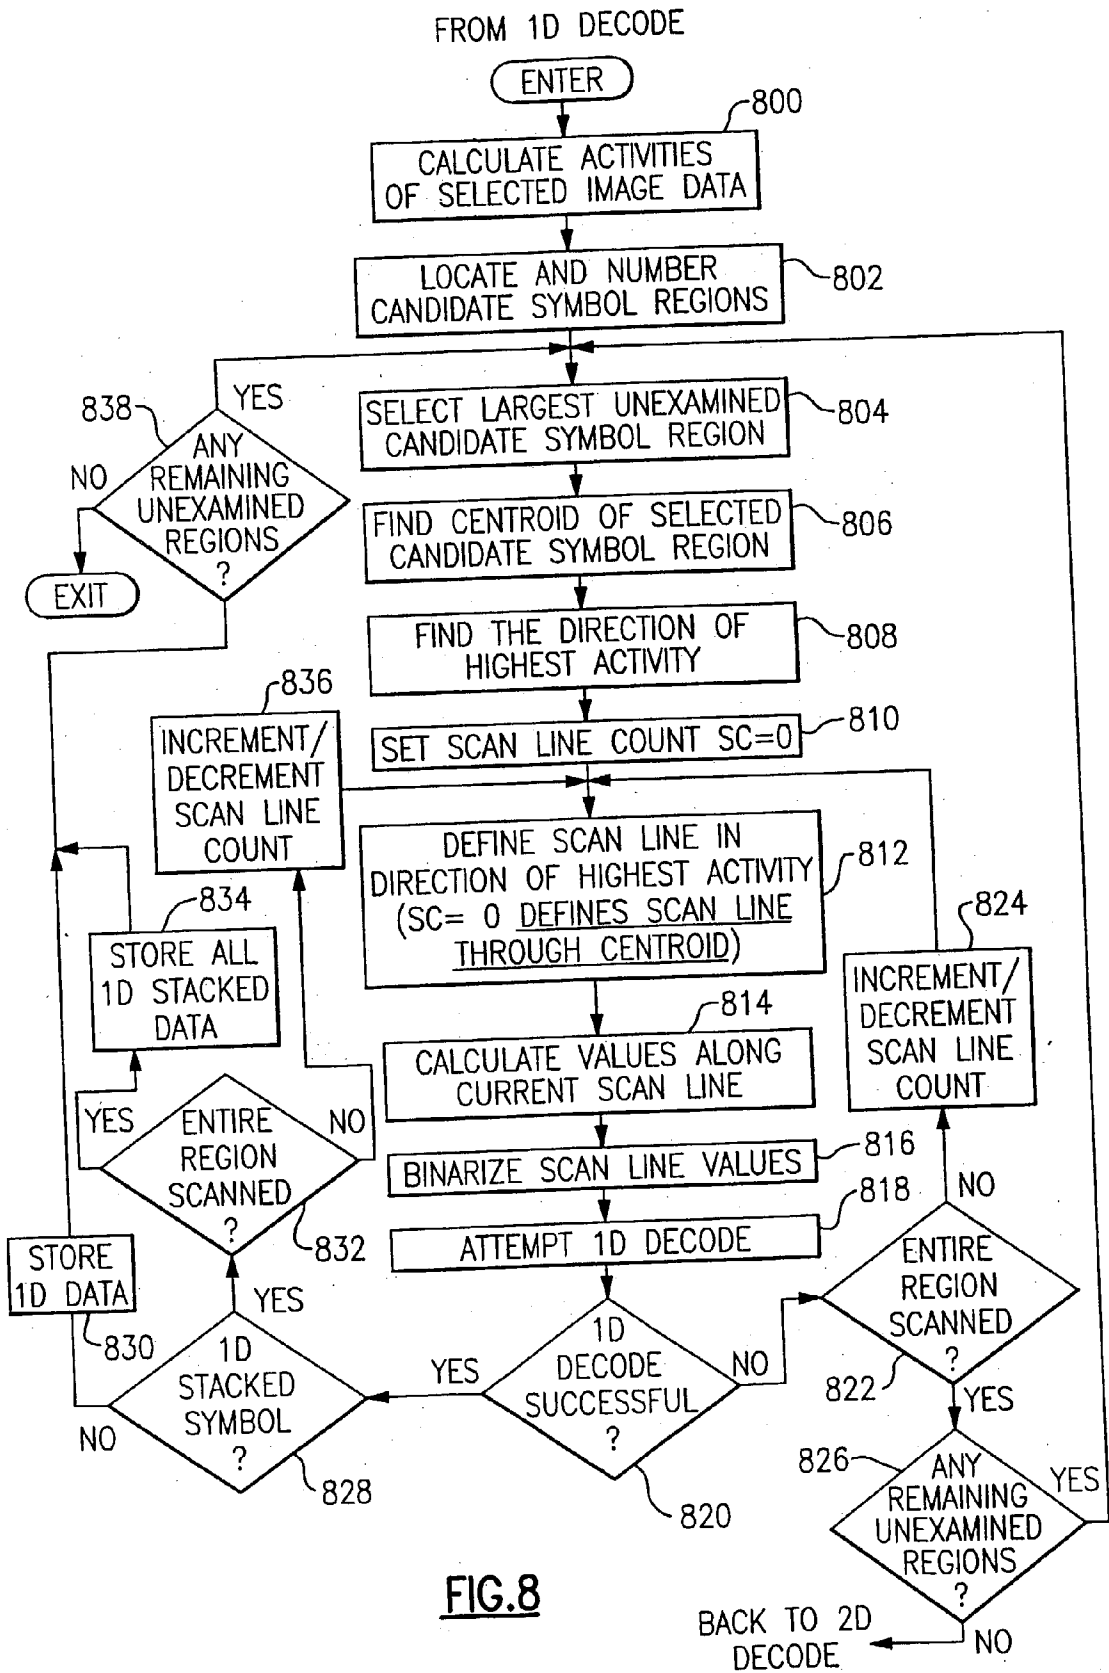 FROM 1D DECODE
ENTER
800
CALCULATE ACTIVITIES
OF SELECTED IMAGE DATA
LOCATE AND NUMBER
CANDIDATE SYMBOL REGIONS
802
838
YES
NO
ANY
REMAINING
UNEXAMINED
REGIONS
?
EXIT
SELECT LARGEST UNEXAMINED
CANDIDATE SYMBOL REGION
804
FIND CENTROID OF SELECTED
CANDIDATE SYMBOL REGION
806
FIND THE DIRECTION OF
HIGHEST ACTIVITY
808
836
INCREMENT/
DECREMENT
SCAN LINE
COUNT
SET SCAN LINE COUNT SC=0
810
DEFINE SCAN LINE IN
DIRECTION OF HIGHEST ACTIVITY
(SC= 0 DEFINES SCAN LINE
THROUGH CENTROID)
812
834
STORE ALL
1D STACKED
DATA
824
INCREMENT/
DECREMENT
SCAN LINE
COUNT
814
CALCULATE VALUES ALONG
CURRENT SCAN LINE
YES
ENTIRE
REGION
SCANNED
?
NO
832
BINARIZE SCAN LINE VALUES
816
ATTEMPT 1D DECODE
818
NO
ENTIRE
REGION
SCANNED
?
822
YES
STORE
1D DATA
830
YES
1D
STACKED
SYMBOL
?
NO
828
YES
1D
DECODE
SUCCESSFUL
?
NO
820
826
ANY
REMAINING
UNEXAMINED
REGIONS
?
YES
NO
BACK TO 2D
DECODE
FIG.8